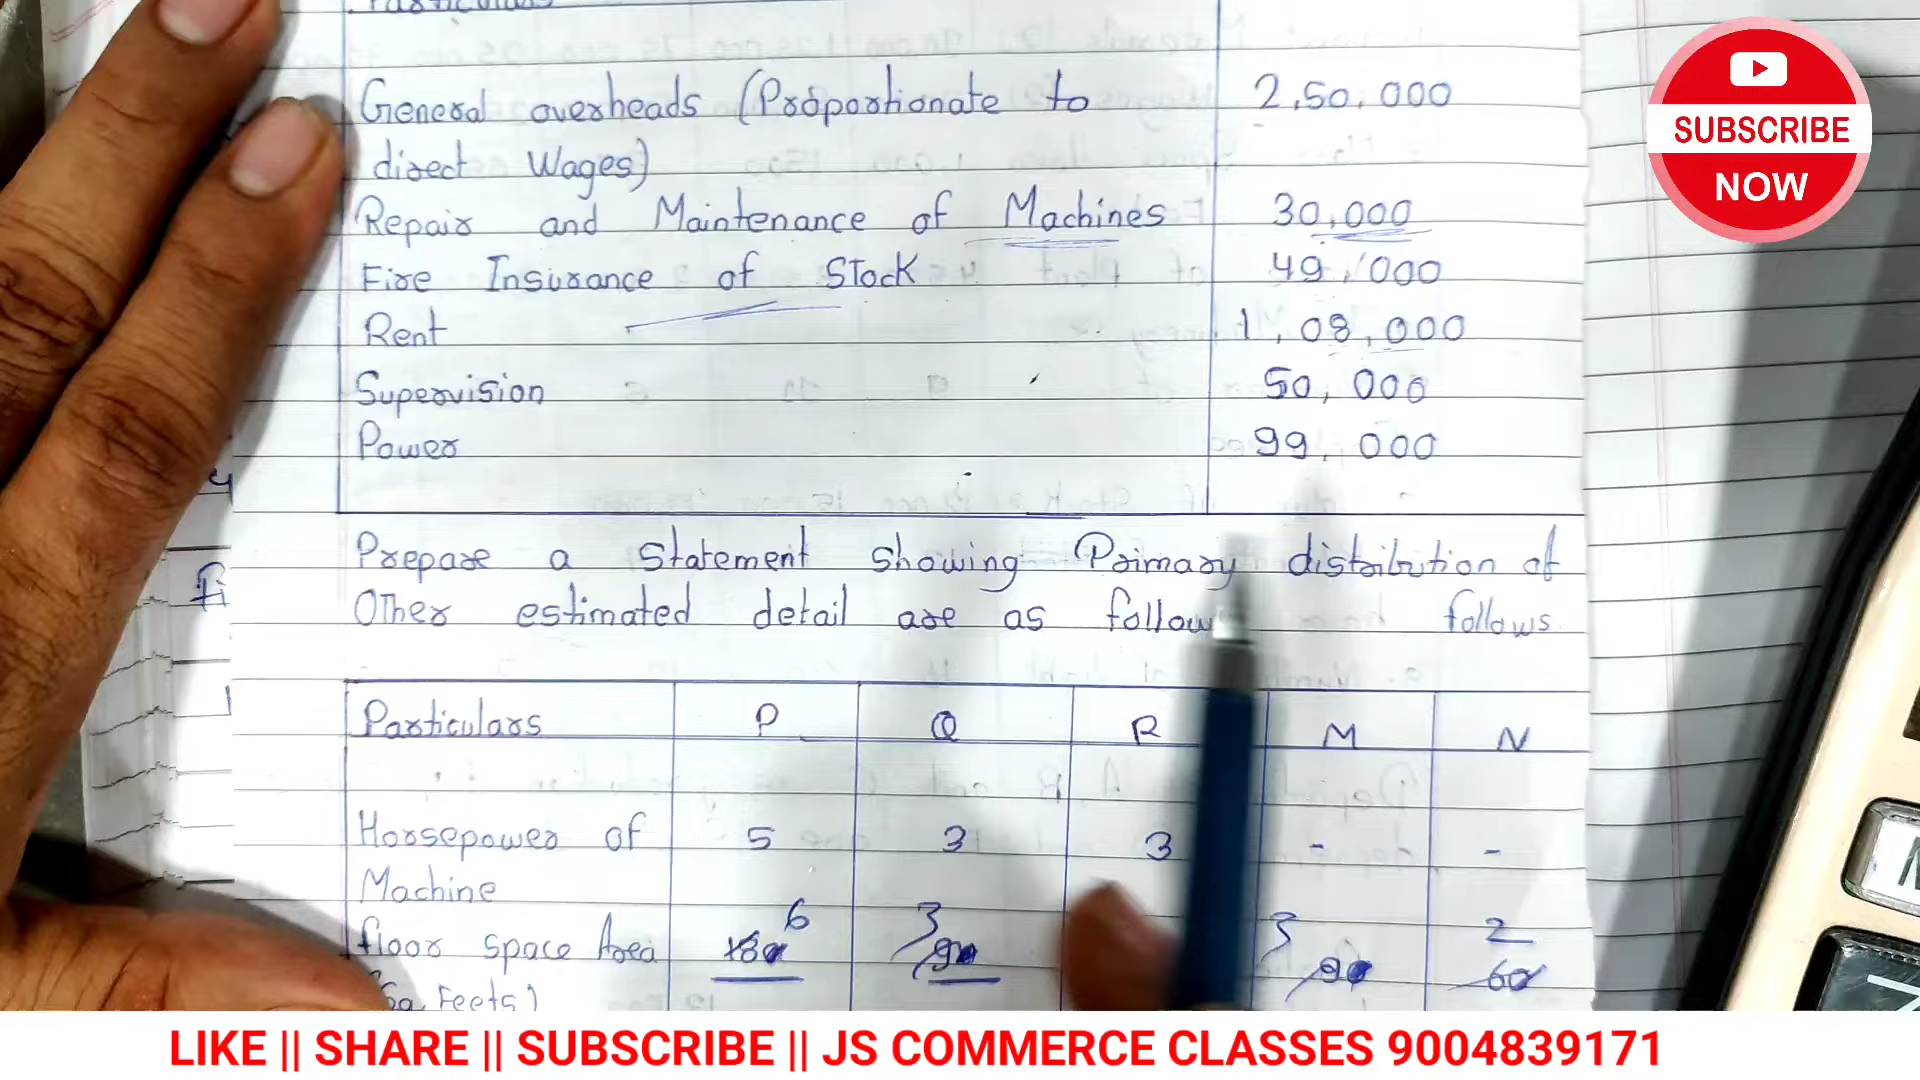 SUBSCRIBE
NOW
General overheads (Proportionate to 2,50,000
direct Wages)
Repair and Maintenance of Machines 30,000
Fire Insurance of Stock 49,000
Rent 1,08,000
Supervision 50,000
Power 99,000
Prepare a Statement showing Primary distribution of
Other estimated detail are as follow follows
Particulars P Q R M N
Horsepower of 5 3 3 - -
Machine
6 3 3 2
floor space Area 180 90 90 60
Feets)
LIKE || SHARE || SUBSCRIBE || JS COMMERCE CLASSES 9004839171